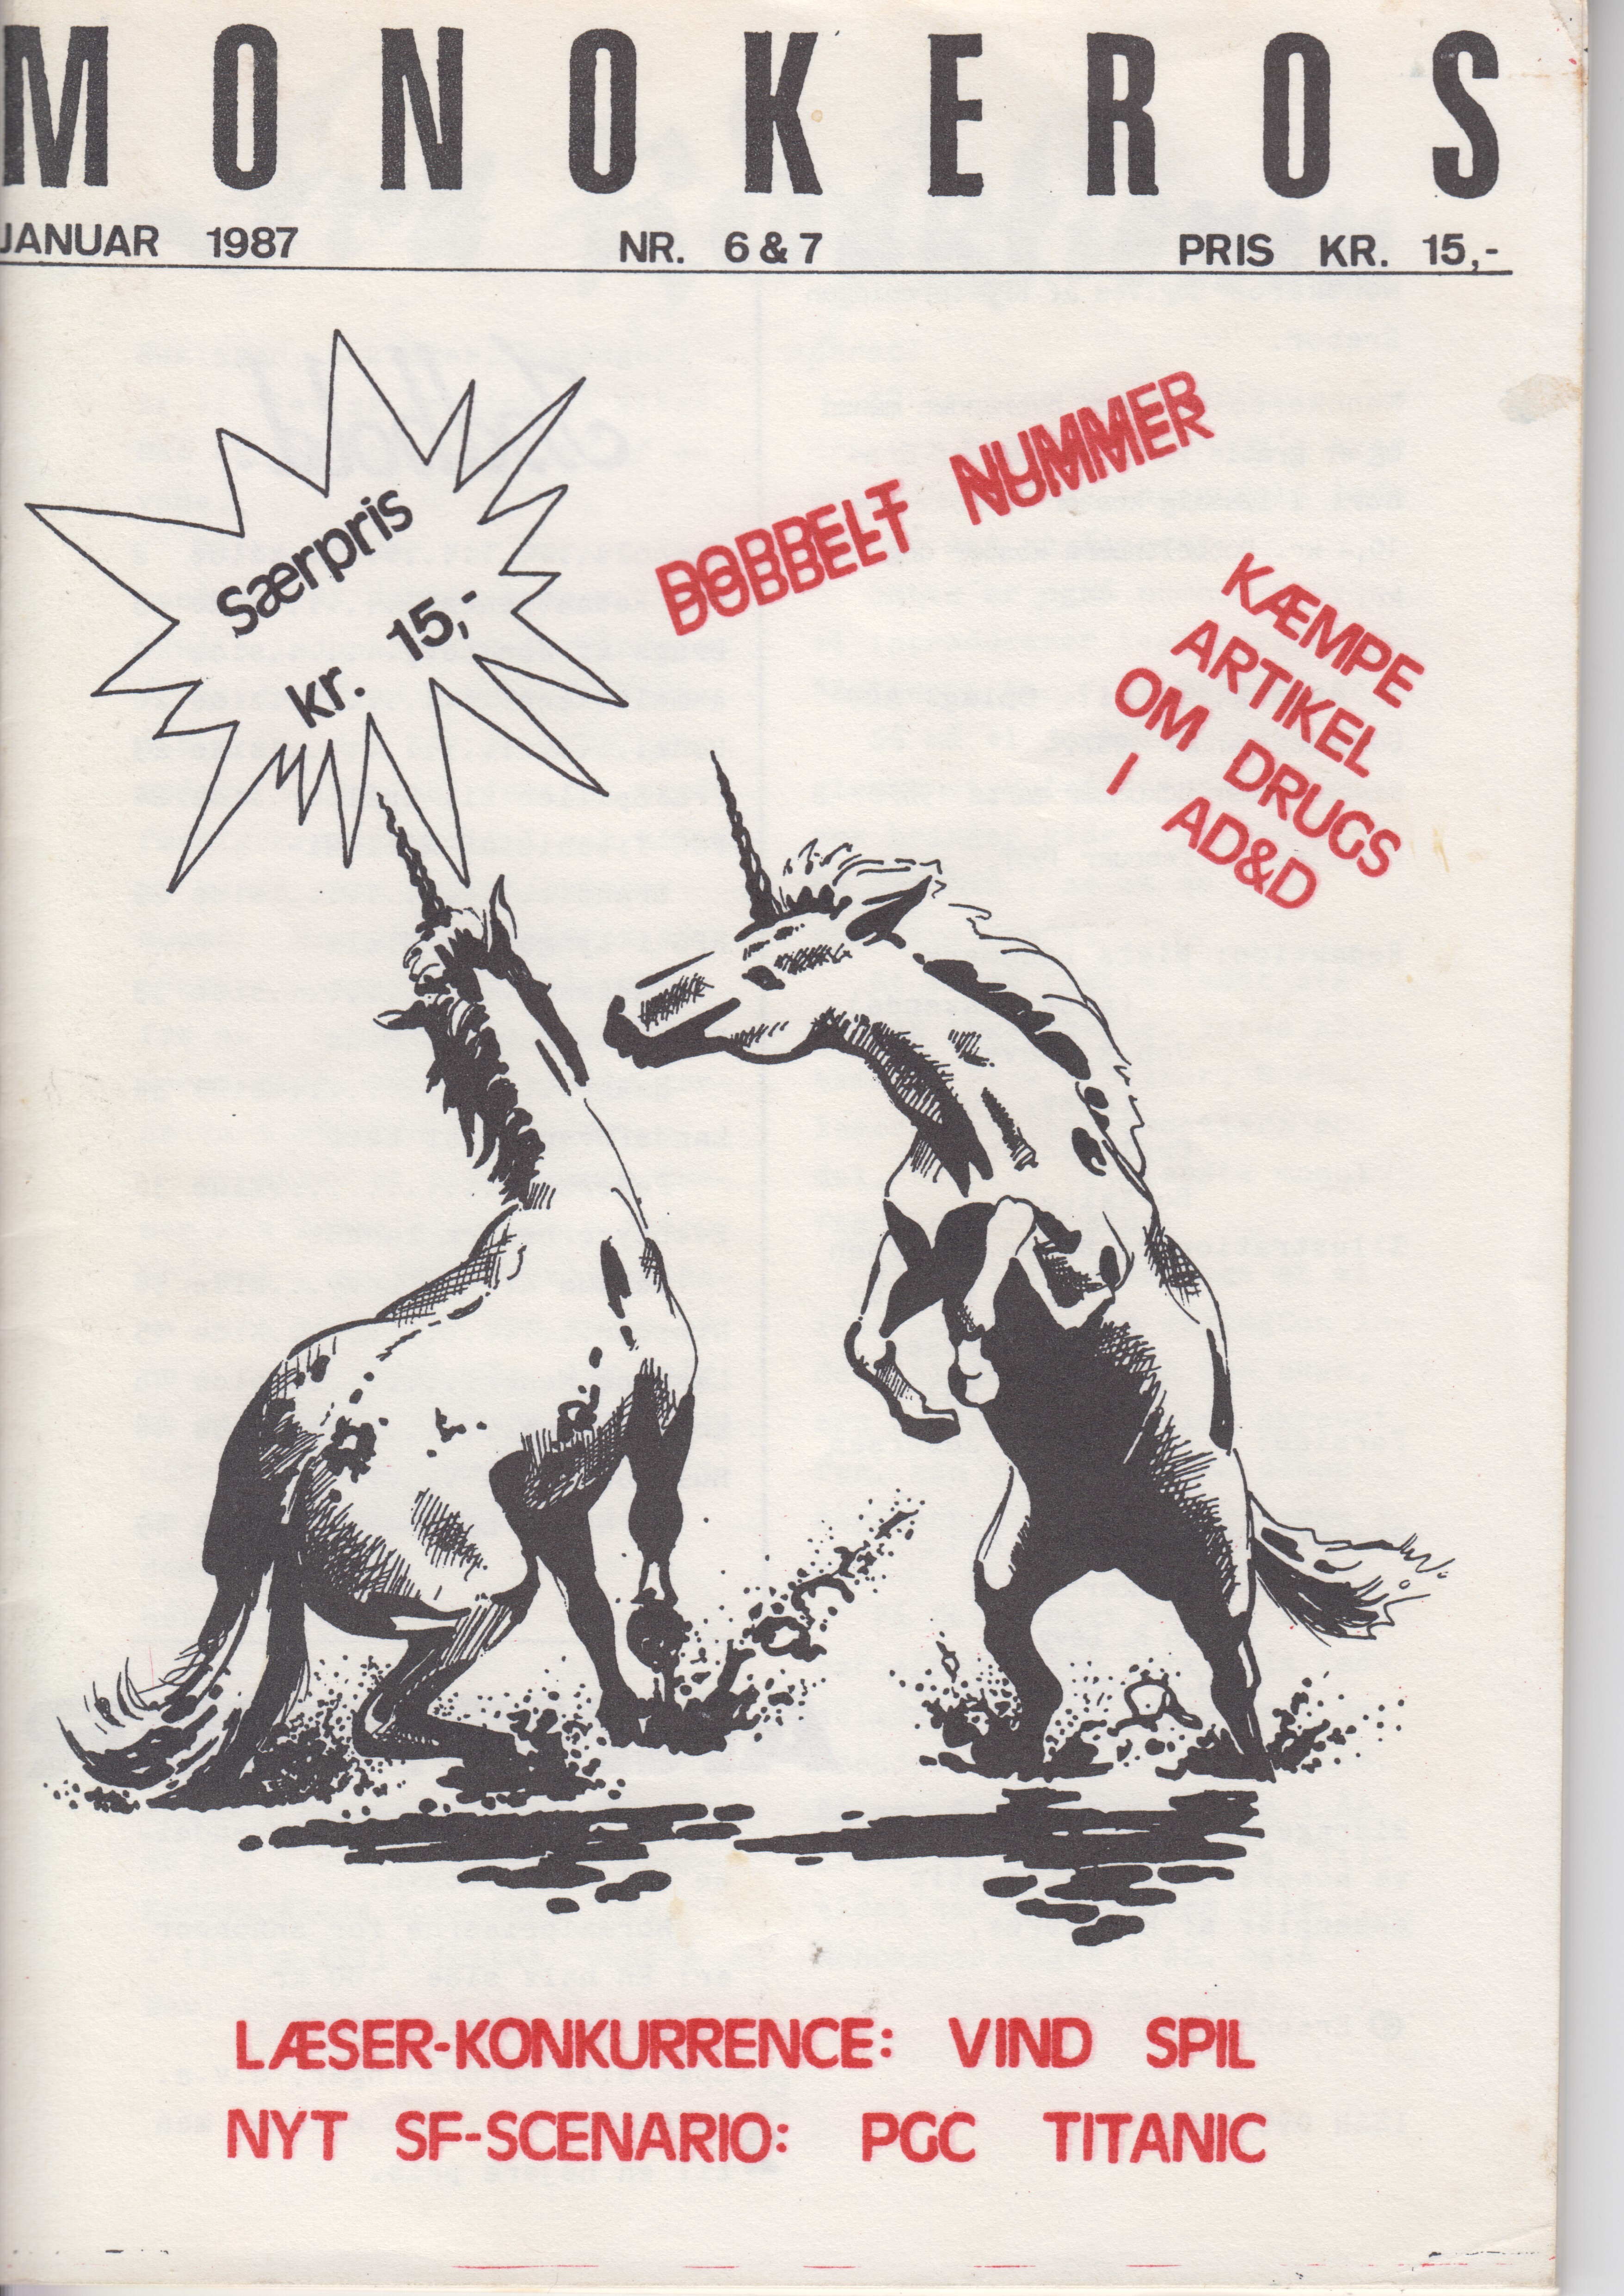 MONOKEROS
JANUAR 1987 NR. 6 & 7 PRIS KR. 15,-
Særpris
kr. 15,-
DOBBELT NUMMER
KÆMPE
ARTIKEL
OM DRUGS
I AD&D
LÆSER-KONKURRENCE: VIND SPIL
NYT SF-SCENARIO: PGC TITANIC